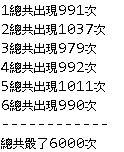 1總共出現991次
2總共出現1037次
3總共出現979次
4總共出現992次
5總共出現1011次
6總共出現990次
-----------
總共骰了6000次